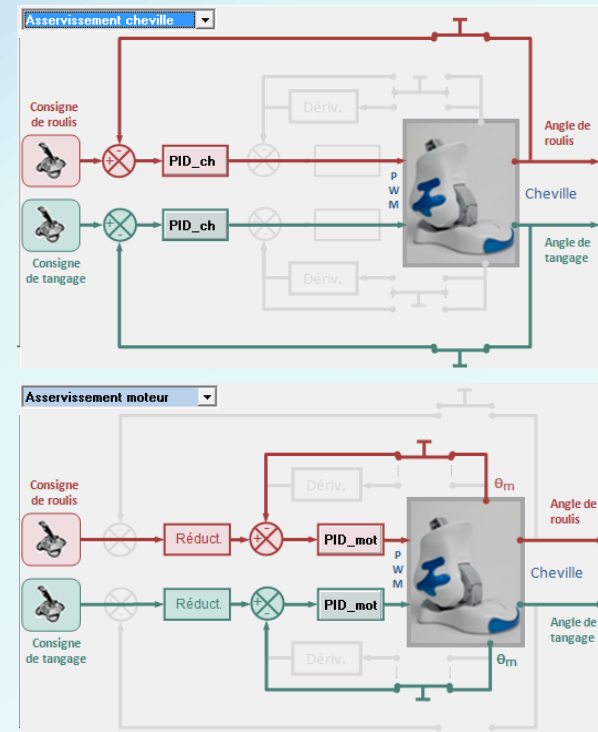 Asservissement cheville
Consigne
de roulis
Dériv.
PID_ch
P
W
M
Angle de
roulis
Cheville
PID_ch
Consigne
de tangage
Dériv.
Angle de
tangage
Asservissement moteur
Consigne
de roulis
Dériv.
θm
Réduct.
PID_mot
P
W
M
Angle de
roulis
Cheville
Réduct.
PID_mot
Consigne
de tangage
Dériv.
θm
Angle de
tangage